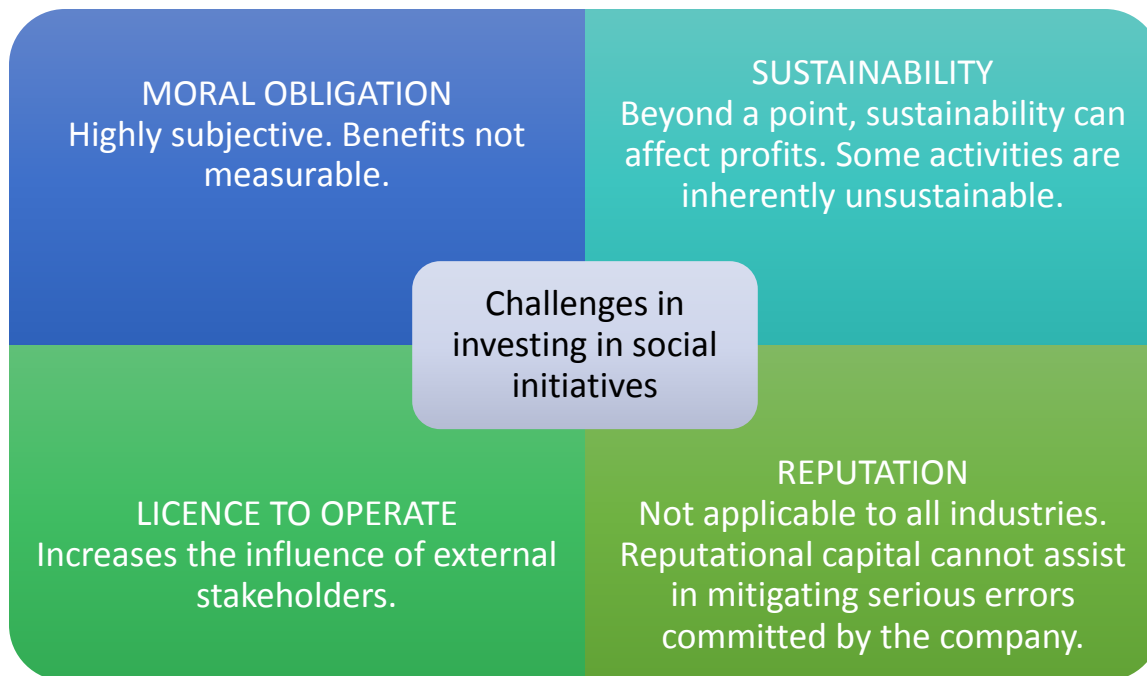 MORAL OBLIGATION
Highly subjective. Benefits not
measurable.
SUSTAINABILITY
Beyond a point, sustainability can
affect profits. Some activities are
inherently unsustainable.
Challenges in
investing in social
initiatives
LICENCE TO OPERATE
Increases the influence of external
stakeholders.
REPUTATION
Not applicable to all industries.
Reputational capital cannot assist
in mitigating serious errors
committed by the company.